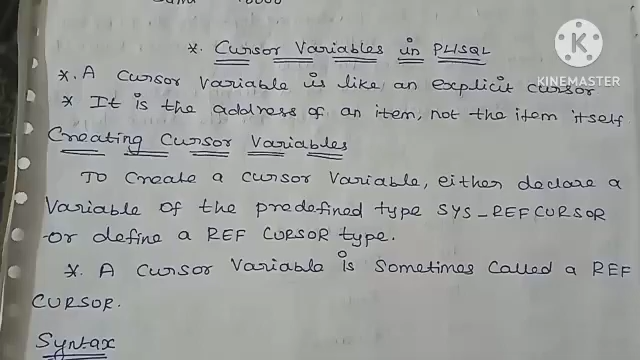 * Cursor Variables in PL/SQL
KINEMASTER
* A Cursor Variable is like an explicit cursor
* It is the address of an item, not the item itself
Creating Cursor Variables
To Create a cursor Variable, either declare a
Variable of the predefined type SYS_REFCURSOR
or define a REF CURSOR type.
* A Cursor Variable is sometimes called a REF
CURSOR.
Syntax